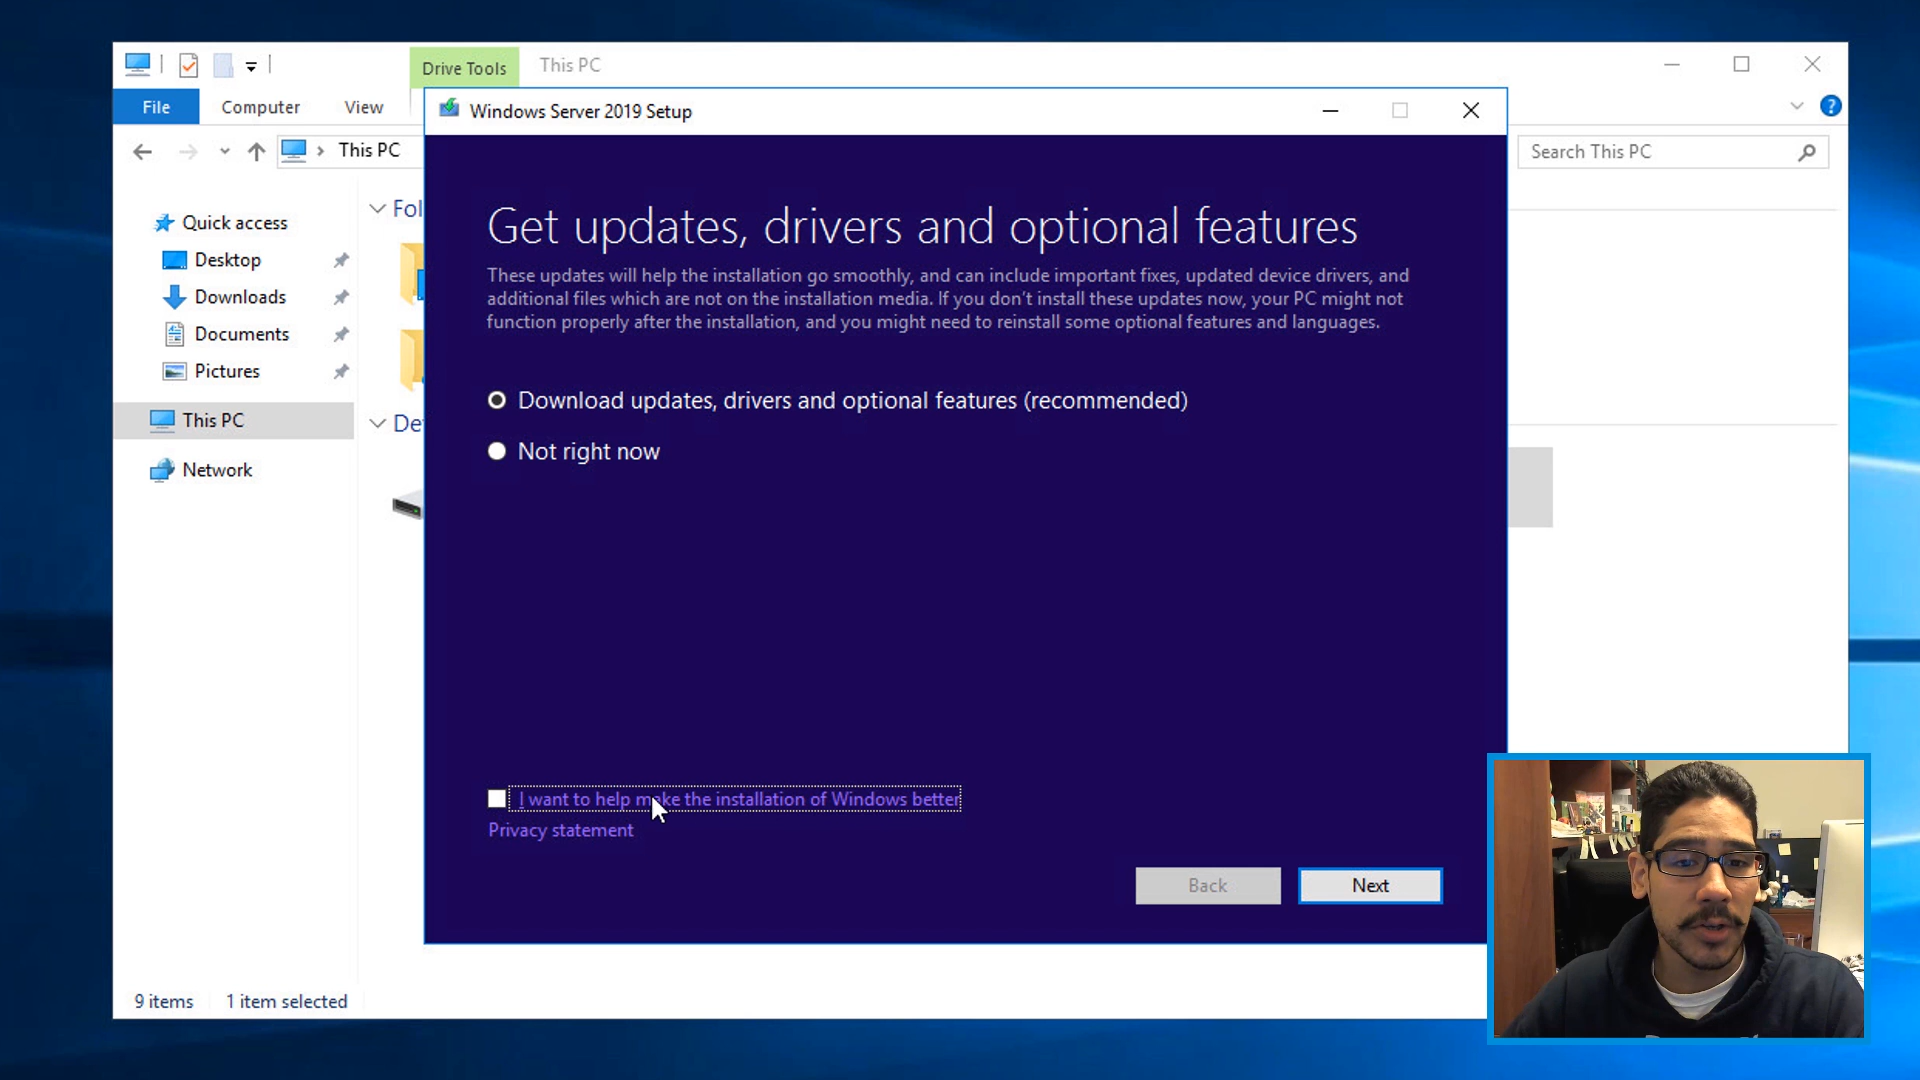 Drive Tools
This PC
File
Computer
View
Windows Server 2019 Setup
This PC
Search This PC
Quick access
Desktop
Downloads
Documents
Pictures
This PC
Network
Fol
De
Get updates, drivers and optional features
These updates will help the installation go smoothly, and can include important fixes, updated device drivers, and
additional files which are not on the installation media. If you don't install these updates now, your PC might not
function properly after the installation, and you might need to reinstall some optional features and languages.
Download updates, drivers and optional features (recommended)
Not right now
I want to help make the installation of Windows better
Privacy statement
Back
Next
9 items
1 item selected